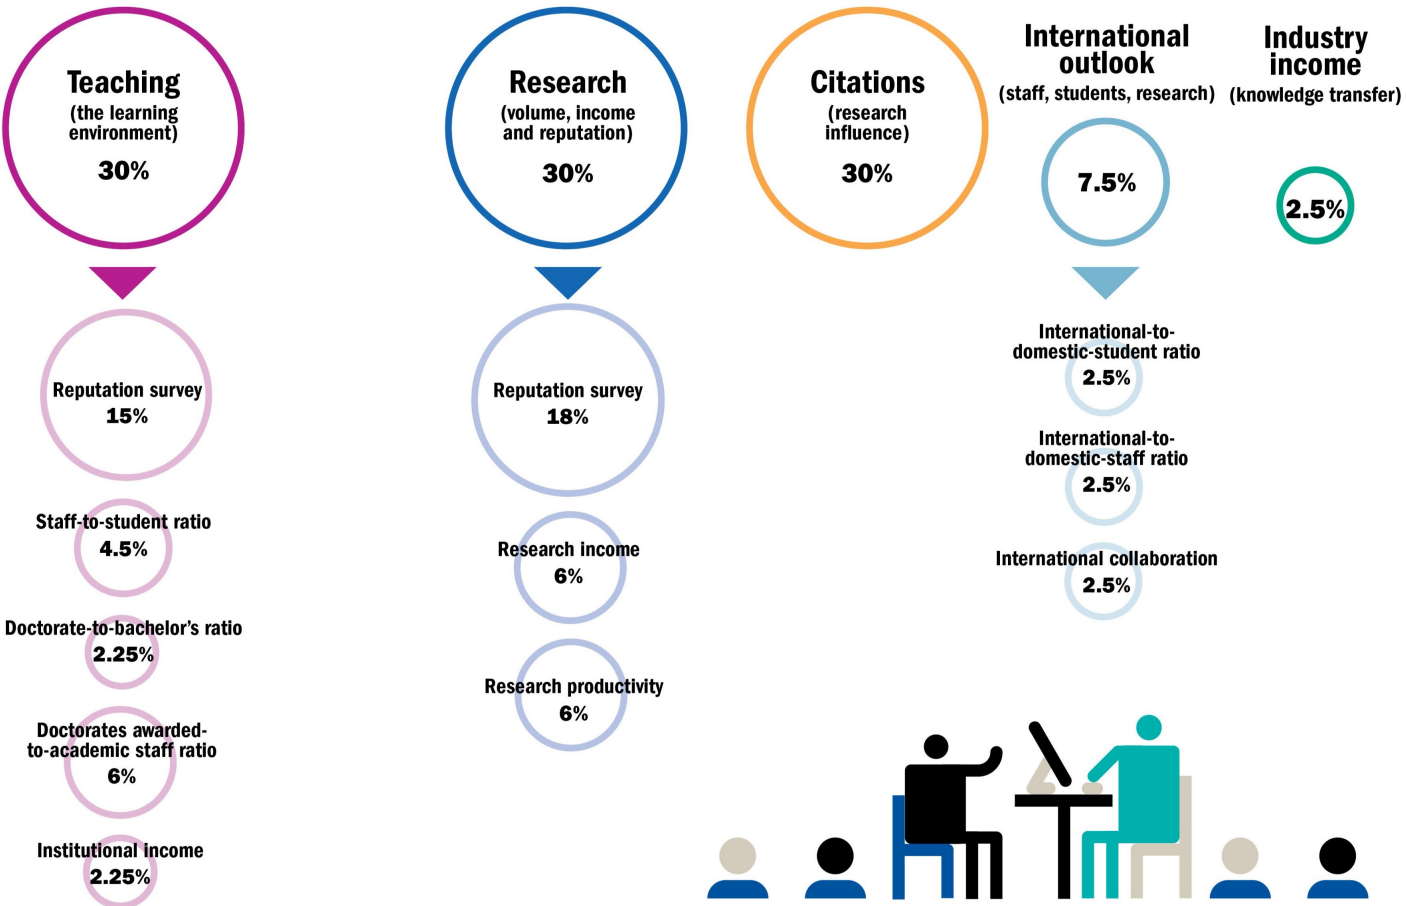 Teaching
(the learning
environment)
30%
Reputation survey
15%
Staff-to-student ratio
4.5%
Doctorate-to-bachelor’s ratio
2.25%
Doctorates awarded-
to-academic staff ratio
6%
Institutional income
2.25%
Research
(volume, income
and reputation)
30%
Reputation survey
18%
Research income
6%
Research productivity
6%
Citations
(research
influence)
30%
International
outlook
(staff, students, research)
7.5%
International-to-
domestic-student ratio
2.5%
International-to-
domestic-staff ratio
2.5%
International collaboration
2.5%
Industry
income
(knowledge transfer)
2.5%